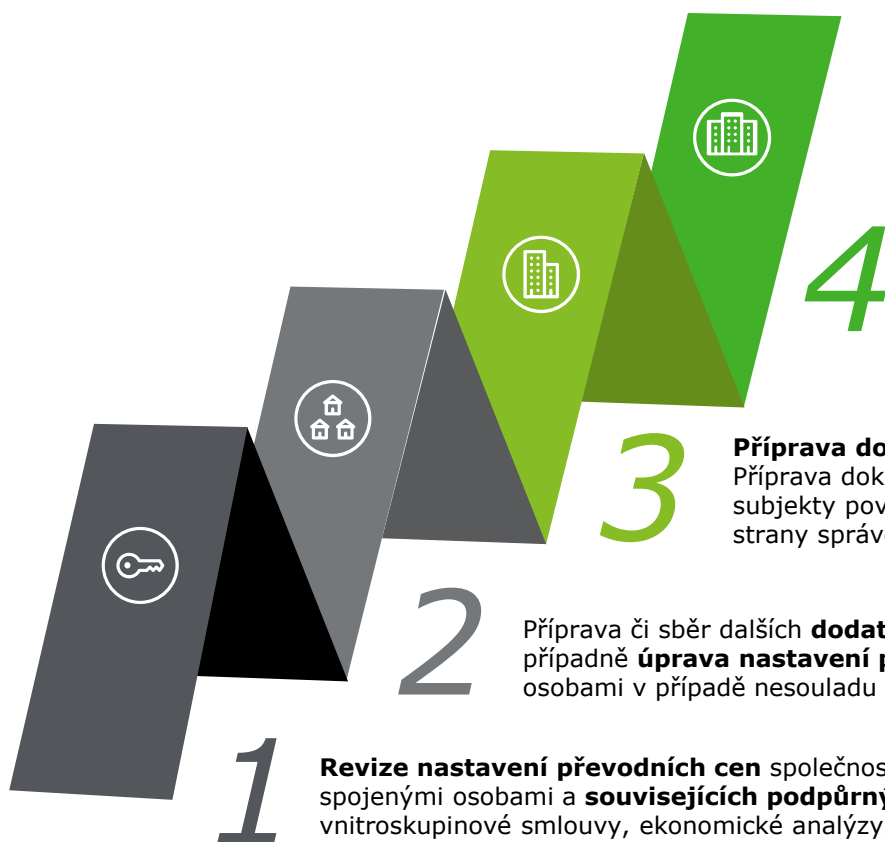 4
3
Příprava do
Příprava dok
subjekty pov
strany správ
2
Příprava či sběr dalších dodat
případně úprava nastavení p
osobami v případě nesouladu
1
Revize nastavení převodních cen společnos
spojenými osobami a souvisejících podpůrný
vnitroskupinové smlouvy, ekonomické analýzy